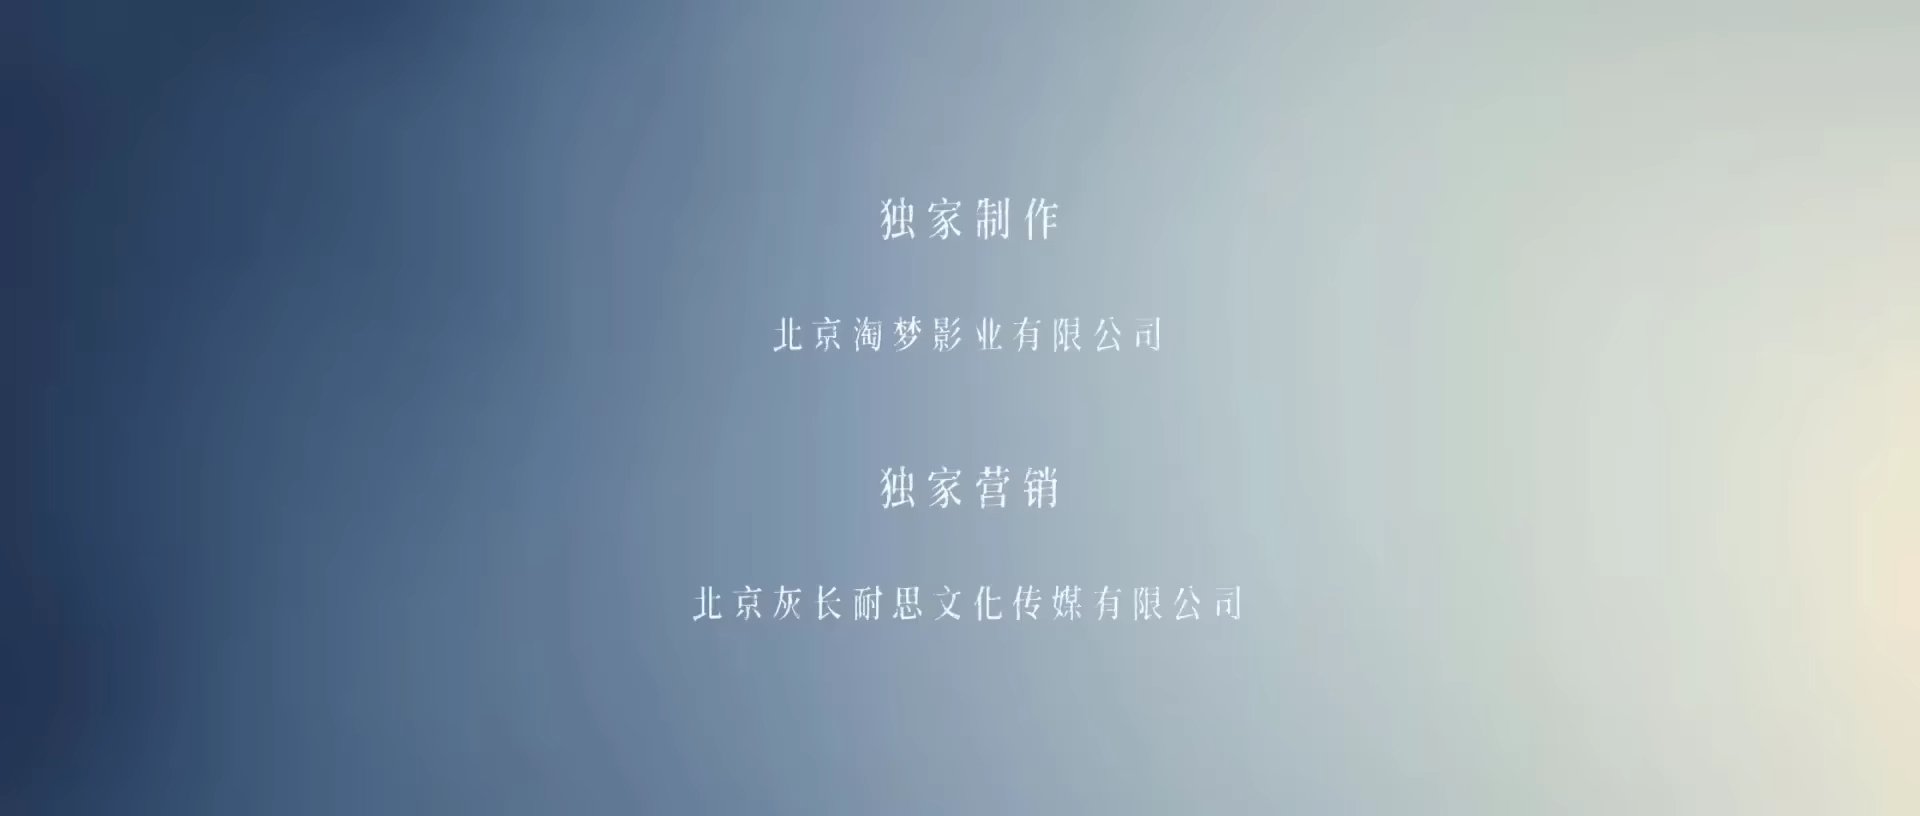 独家制作
北京淘梦影业有限公司
独家营销
北京灰长耐思文化传媒有限公司